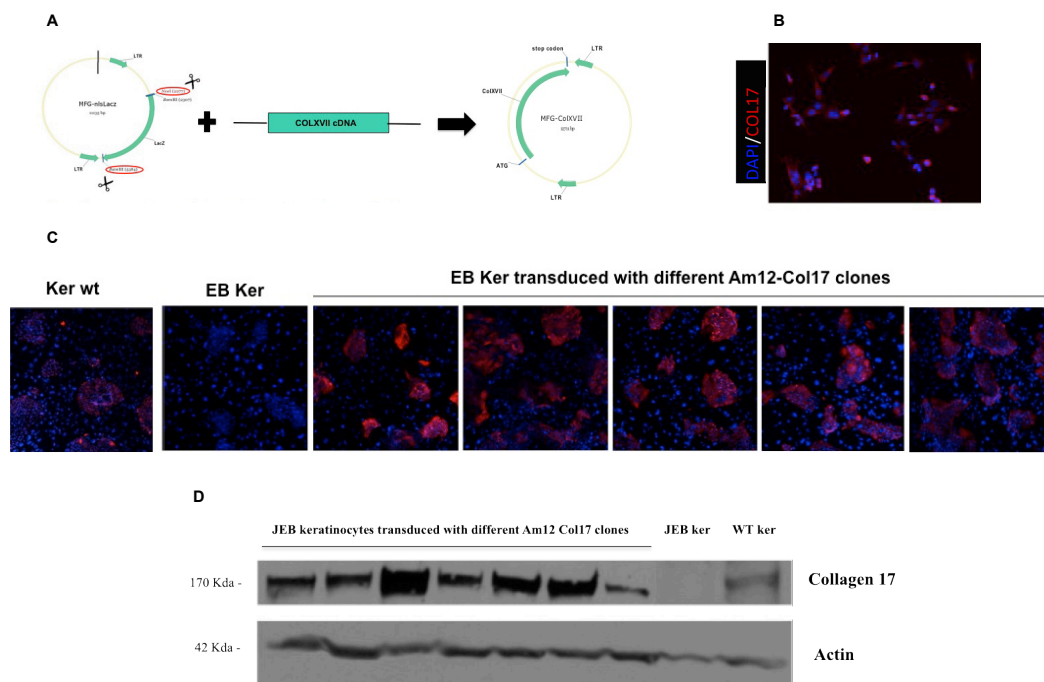 A
B
LTR
MFG-nlsLacz
LacZ
LTR
COLXVII cDNA
stop codon
LTR
ColXVII
MFG-ColXVII
ATG
LTR
DAPI/COL17
C
Ker wt
EB Ker
EB Ker transduced with different Am12-Col17 clones
D
JEB keratinocytes transduced with different Am12 Col17 clones
JEB ker
WT ker
170 Kda -
Collagen 17
42 Kda -
Actin